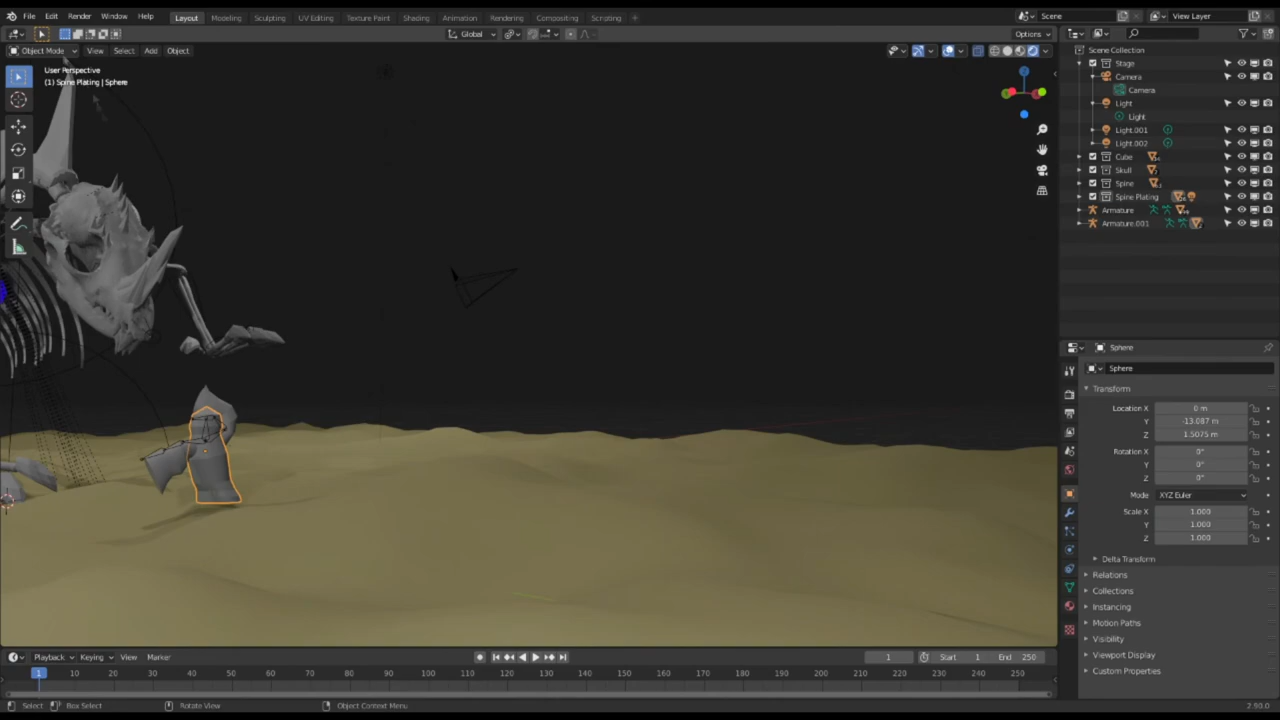 File Edit Render Window Help Layout Modeling Sculpting UV Editing Texture Paint Shading Animation Rendering Compositing Scripting + Scene View Layer
Global Options
Object Mode View Select Add Object
User Perspective
(1) Spine Plating | Sphere
Scene Collection
Stage
Camera
Camera
Light
Light
Light.001
Light.002
Cube
Skull
Spine
Spine Plating
Armature
Armature.001
Sphere
Sphere
Transform
Location X 0 m
Y -13.087 m
Z 1.5075 m
Rotation X 0°
Y 0°
Z 0°
Mode XYZ Euler
Scale X 1.000
Y 1.000
Z 1.000
Delta Transform
Relations
Collections
Instancing
Motion Paths
Visibility
Viewport Display
Custom Properties
Playback Keying View Marker 1 Start 1 End 250
1 10 20 30 40 50 60 70 80 90 100 110 120 130 140 150 160 170 180 190 200 210 220 230 240 250
Select Box Select Rotate View Object Context Menu 2.90.0